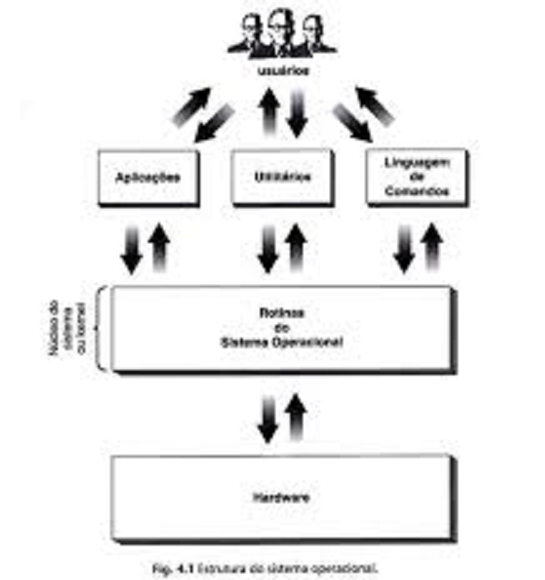 usuários
Aplicações
Utilitários
Linguagem
de
Comandos
Núcleo do
sistema
ou kernel
Rotinas
do
Sistema Operacional
Hardware
Fig. 4.1 Estrutura do sistema operacional.